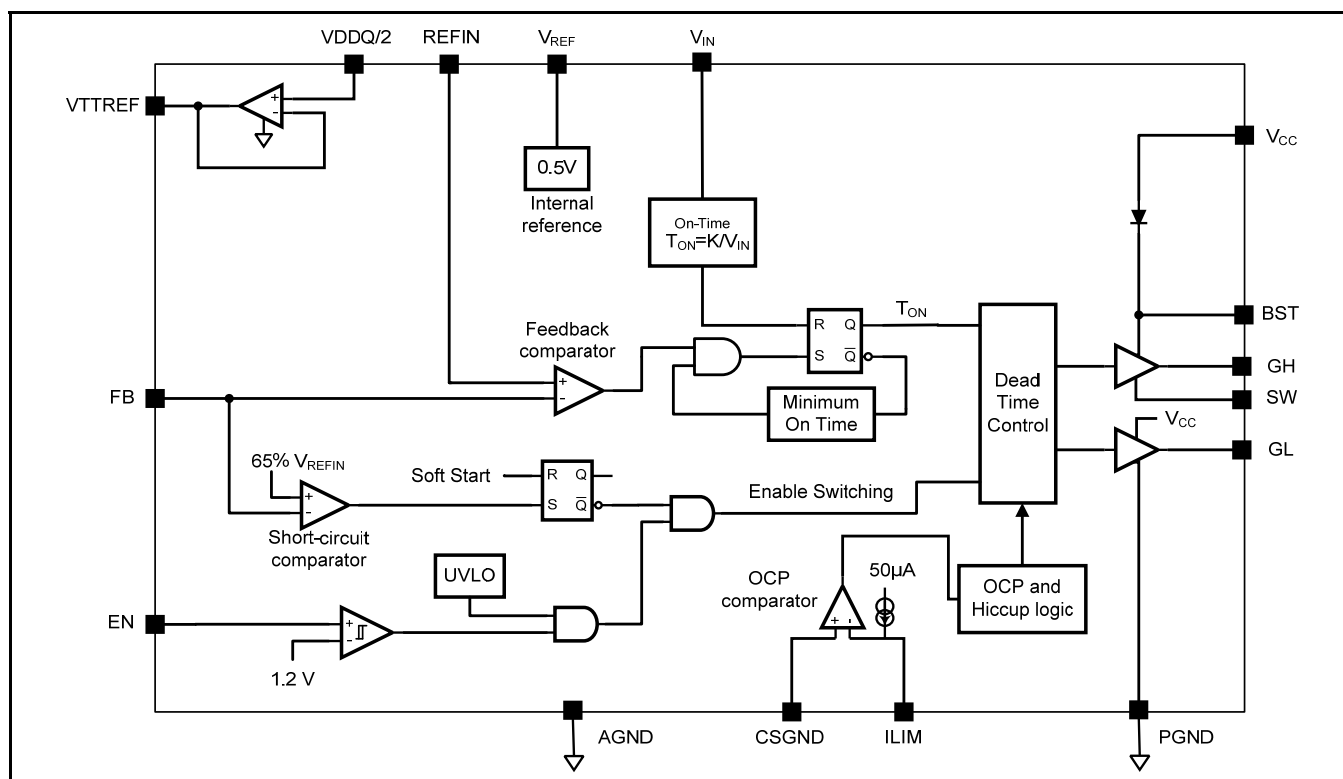 VDDQ/2
REFIN
VREF
VIN
VTTREF
+
-
VCC
0.5V
Internal
reference
On-Time
TON=K/VIN
R Q
S Q
TON
Feedback
comparator
+
-
BST
GH
SW
FB
Minimum
On Time
Dead
Time
Control
VCC
GL
65% VREFIN
+
-
Short-circuit
comparator
Soft Start
R Q
S Q
Enable Switching
UVLO
OCP
comparator
50µA
+ -
OCP and
Hiccup logic
EN
+
-
1.2 V
AGND
CSGND
ILIM
PGND